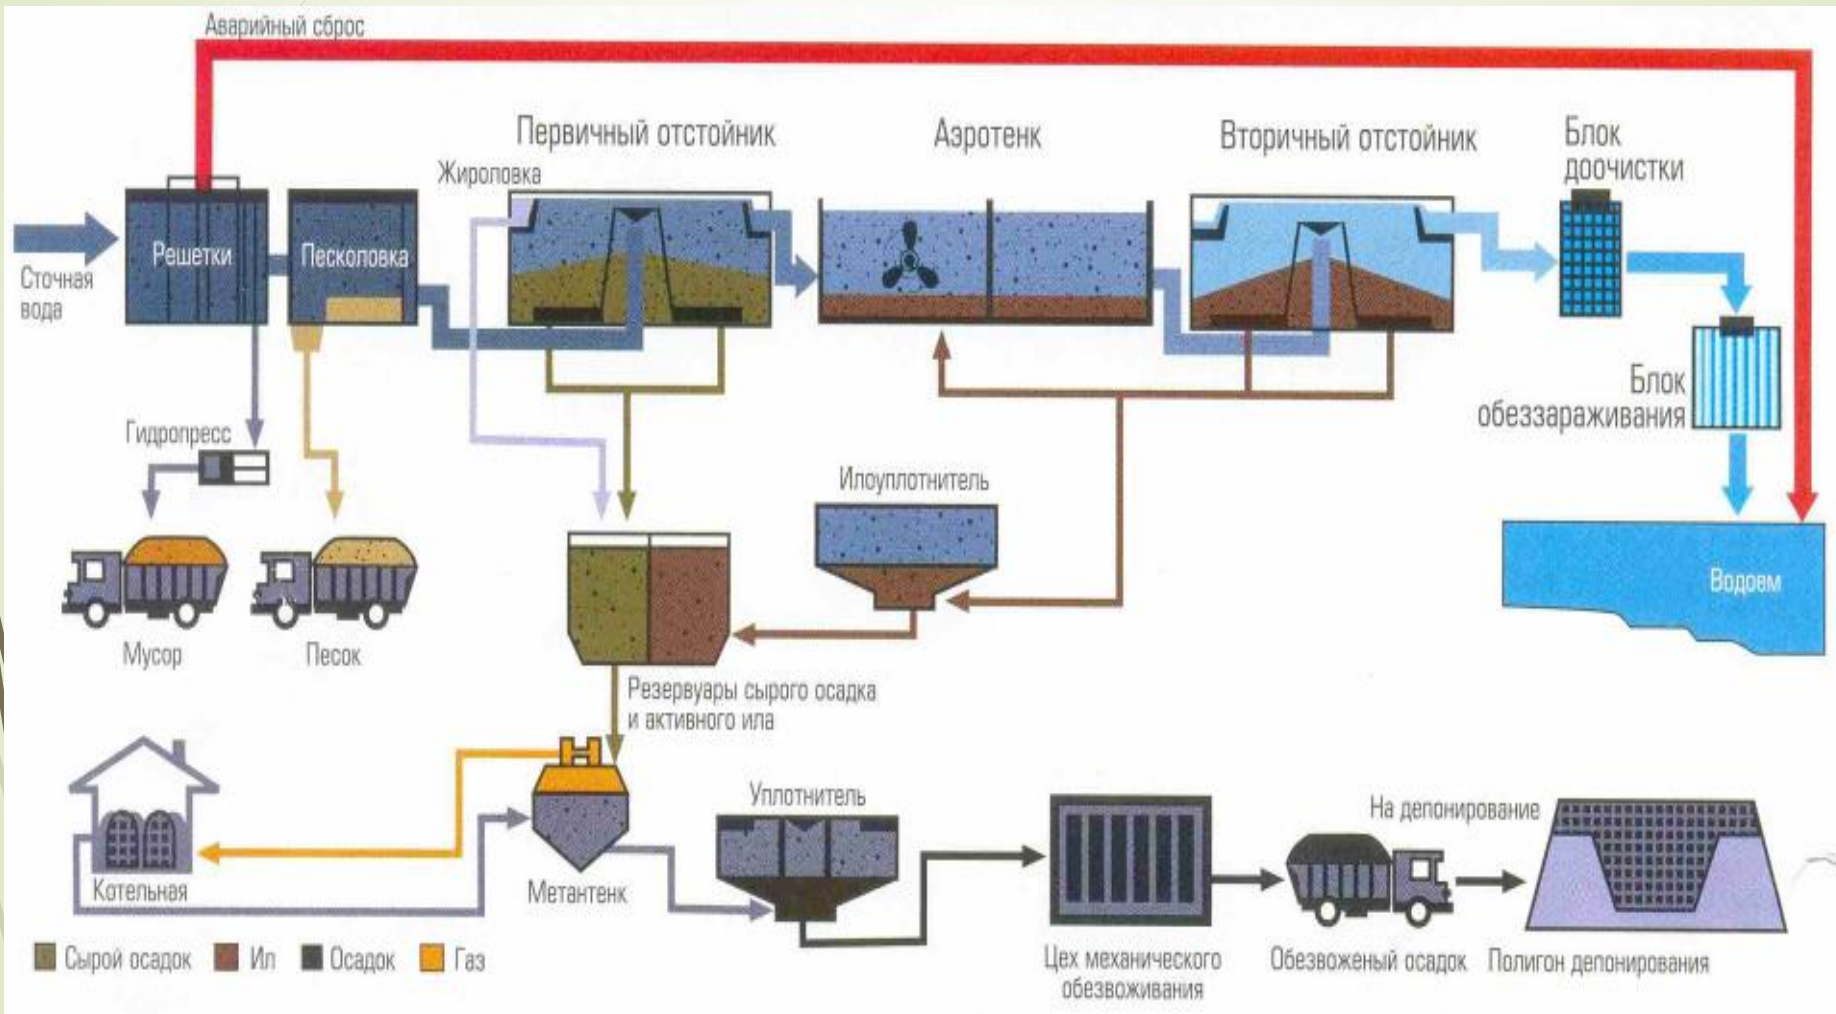 Аварийный сброс
Первичный отстойник
Аэротенк
Вторичный отстойник
Блок
доочистки
Жироловка
Решетки
Песколовка
Сточная
вода
Блок
обеззараживания
Гидропресс
Илоуплотнитель
Водоем
Мусор
Песок
Резервуары сырого осадка
и активного ила
Уплотнитель
На депонирование
Котельная
Метантенк
Цех механического
обезвоживания
Обезвоженый осадок
Полигон депонирования
Сырой осадок
Ил
Осадок
Газ